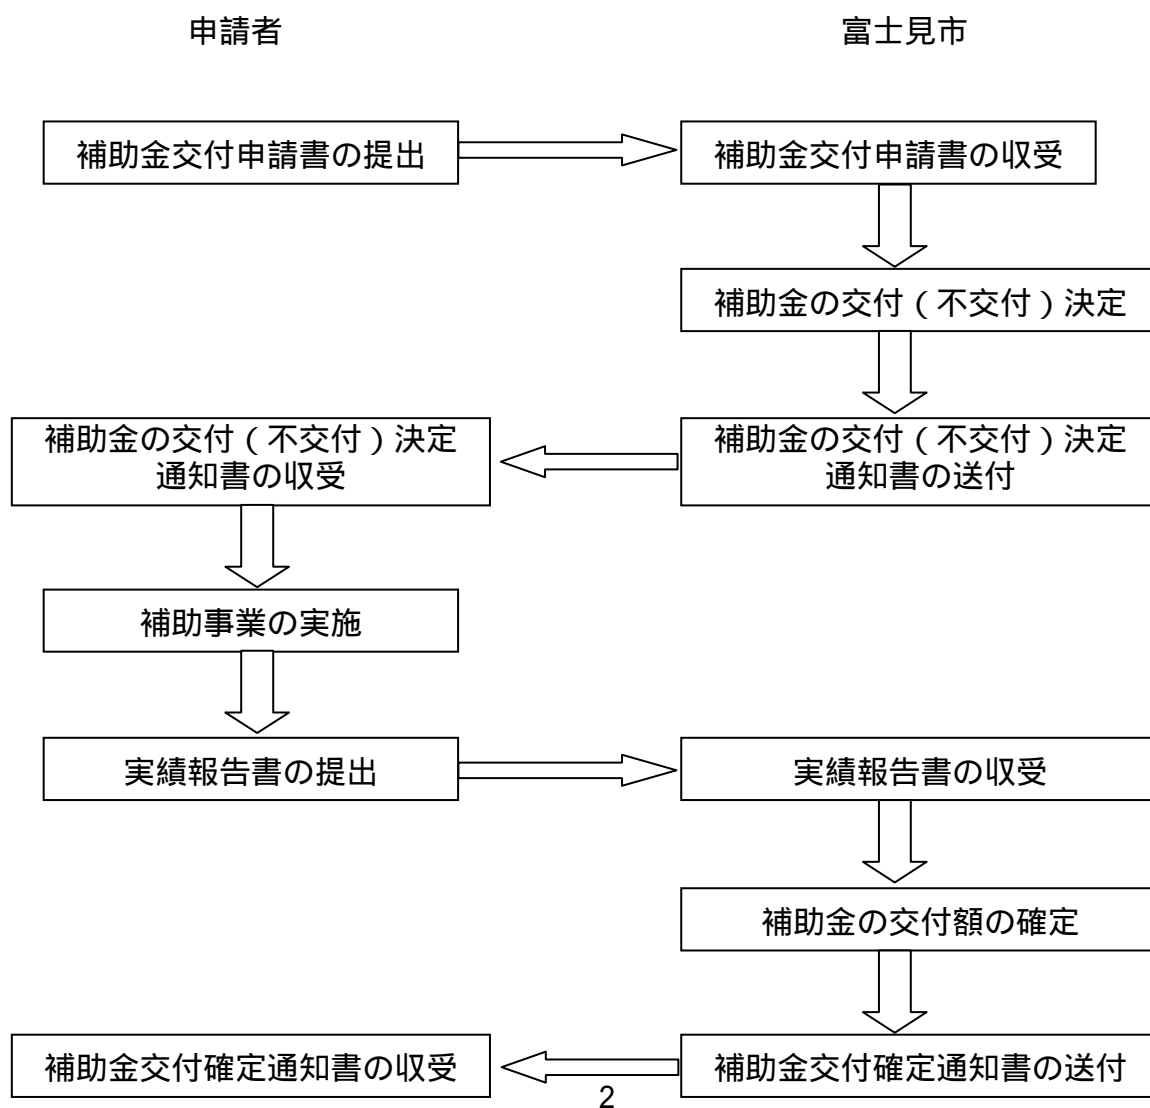 申請者
富士見市
補助金交付申請書の提出
補助金交付申請書の収受
補助金の交付(不交付)決定
補助金の交付(不交付)決定
通知書の収受
補助金の交付(不交付)決定
通知書の送付
補助事業の実施
実績報告書の提出
実績報告書の収受
補助金の交付額の確定
補助金交付確定通知書の収受
補助金交付確定通知書の送付
2